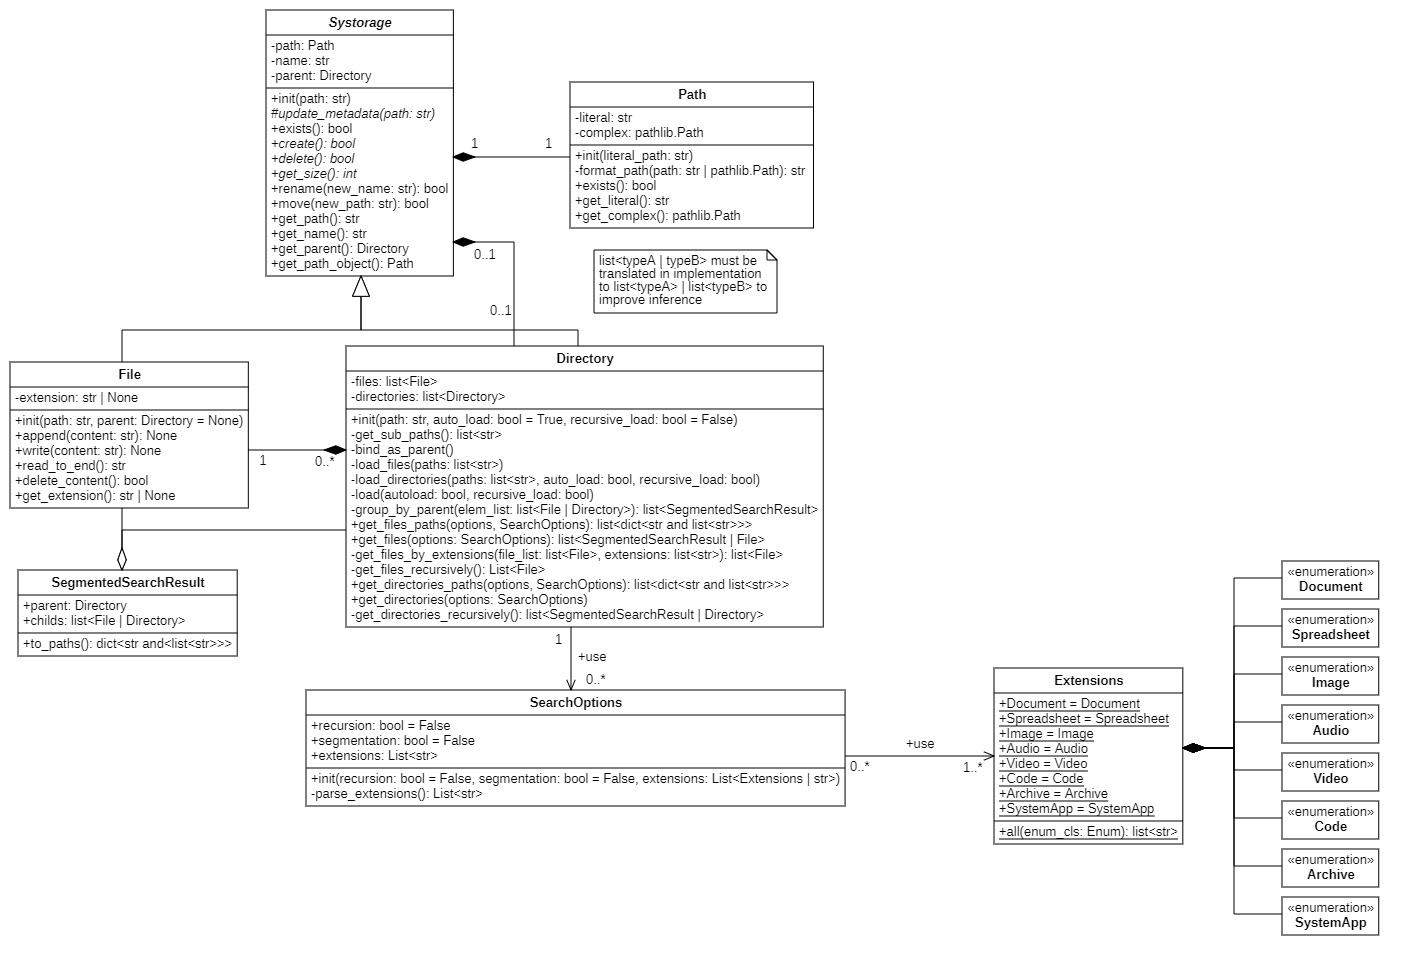 Systorage
-path: Path
-name: str
-parent: Directory
+init(path: str)
#update_metadata(path: str)
+exists(): bool
+create(): bool
+delete(): bool
+get_size(): int
+rename(new_name: str): bool
+move(new_path: str): bool
+get_path(): str
+get_name(): str
+get_parent(): Directory
+get_path_object(): Path
1
1
Path
-literal: str
-complex: pathlib.Path
+init(literal_path: str)
-format_path(path: str | pathlib.Path): str
+exists(): bool
+get_literal(): str
+get_complex(): pathlib.Path
0..1
0..1
list<typeA | typeB> must be
translated in implementation
to list<typeA> | list<typeB> to
improve inference
File
-extension: str | None
+init(path: str, parent: Directory = None)
+append(content: str): None
+write(content: str): None
+read_to_end(): str
+delete_content(): bool
+get_extension(): str | None
1
0..*
Directory
-files: list<File>
-directories: list<Directory>
+init(path: str, auto_load: bool = True, recursive_load: bool = False)
-get_sub_paths(): list<str>
-bind_as_parent()
-load_files(paths: list<str>)
-load_directories(paths: list<str>, auto_load: bool, recursive_load: bool)
-load(autoload: bool, recursive_load: bool)
-group_by_parent(elem_list: list<File | Directory>): list<SegmentedSearchResult>
+get_files_paths(options, SearchOptions): list<dict<str and list<str>>>
+get_files(options: SearchOptions): list<SegmentedSearchResult | File>
-get_files_by_extensions(file_list: list<File>, extensions: list<str>): list<File>
-get_files_recursively(): List<File>
+get_directories_paths(options, SearchOptions): list<dict<str and list<str>>>
+get_directories(options: SearchOptions)
-get_directories_recursively(): list<SegmentedSearchResult | Directory>
SegmentedSearchResult
+parent: Directory
+childs: list<File | Directory>
+to_paths(): dict<str and<list<str>>>
1
+use
0..*
SearchOptions
+recursion: bool = False
+segmentation: bool = False
+extensions: List<str>
+init(recursion: bool = False, segmentation: bool = False, extensions: List<Extensions | str>)
-parse_extensions(): List<str>
+use
0..*
1..*
Extensions
+Document = Document
+Spreadsheet = Spreadsheet
+Image = Image
+Audio = Audio
+Video = Video
+Code = Code
+Archive = Archive
+SystemApp = SystemApp
+all(enum_cls: Enum): list<str>
«enumeration»
Document
«enumeration»
Spreadsheet
«enumeration»
Image
«enumeration»
Audio
«enumeration»
Video
«enumeration»
Code
«enumeration»
Archive
«enumeration»
SystemApp